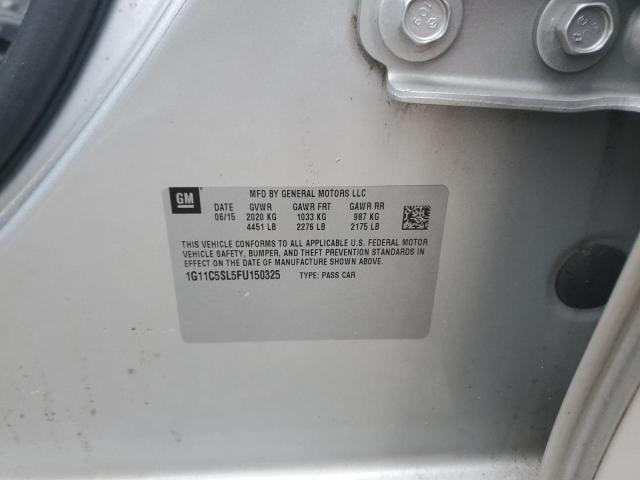 GM
MFD BY GENERAL MOTORS LLC
DATE GVWR GAWR FRT GAWR RR
06/15 2020 KG 1033 KG 987 KG
4451 LB 2276 LB 2175 LB
THIS VEHICLE CONFORMS TO ALL APPLICABLE U.S. FEDERAL MOTOR
VEHICLE SAFETY, BUMPER, AND THEFT PREVENTION STANDARDS IN
EFFECT ON THE DATE OF MANUFACTURE SHOWN ABOVE.
1G11C5SL5FU150325 TYPE: PASS CAR